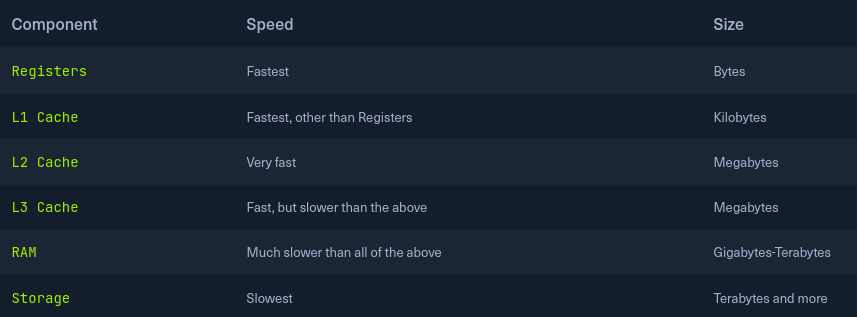 Component Speed Size
Registers Fastest Bytes
L1 Cache Fastest, other than Registers Kilobytes
L2 Cache Very fast Megabytes
L3 Cache Fast, but slower than the above Megabytes
RAM Much slower than all of the above Gigabytes-Terabytes
Storage Slowest Terabytes and more